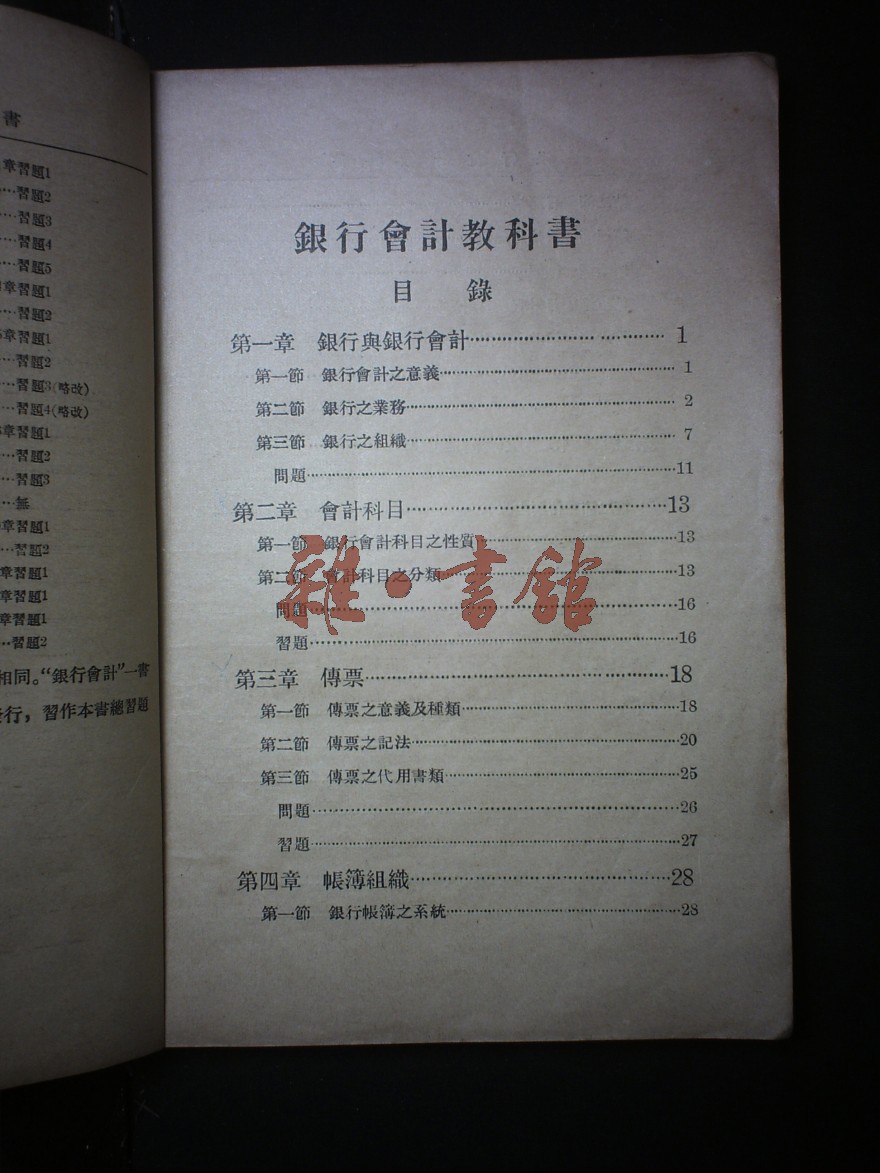 書
章習題1
……習題2
……習題3
……習題4
……習題5
章習題1
……習題2
章習題1
……習題2
……習題3(略改)
……習題4(略改)
章習題1
……習題2
……習題3
……無
章習題1
……習題2
章習題1
章習題1
章習題1
……習題2
相同。“銀行會計”一書
行，習作本書總習題
銀行會計教科書
目 錄
第一章 銀行與銀行會計……………………1
第一節 銀行會計之意義……………………1
第二節 銀行之業務……………………2
第三節 銀行之組織……………………7
問題……………………11
第二章 會計科目……………………13
第一節 銀行會計科目之性質……………………13
第二節 會計科目之分類……………………13
問題……………………16
習題……………………16
第三章 傳票……………………18
第一節 傳票之意義及種類……………………18
第二節 傳票之記法……………………20
第三節 傳票之代用書類……………………25
問題……………………26
習題……………………27
第四章 帳簿組織……………………28
第一節 銀行帳簿之系統……………………28
雜·書館